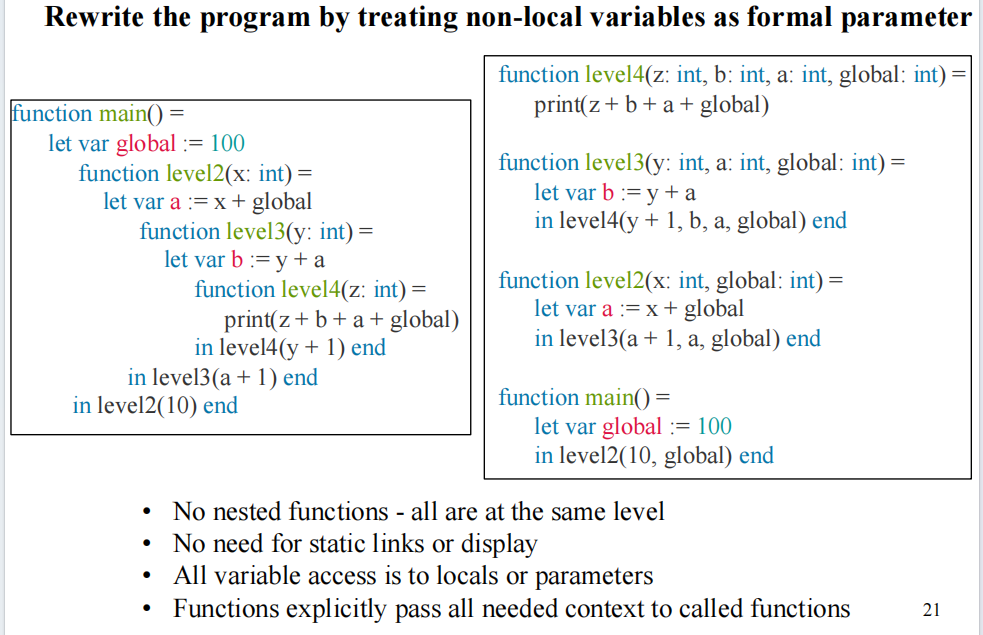 Rewrite the program by treating non-local variables as formal parameter
function main() =
let var global := 100
function level2(x: int) =
let var a := x + global
function level3(y: int) =
let var b := y + a
function level4(z: int) =
print(z + b + a + global)
in level4(y + 1) end
in level3(a + 1) end
in level2(10) end
function level4(z: int, b: int, a: int, global: int) =
print(z + b + a + global)
function level3(y: int, a: int, global: int) =
let var b := y + a
in level4(y + 1, b, a, global) end
function level2(x: int, global: int) =
let var a := x + global
in level3(a + 1, a, global) end
function main() =
let var global := 100
in level2(10, global) end
• No nested functions - all are at the same level
• No need for static links or display
• All variable access is to locals or parameters
• Functions explicitly pass all needed context to called functions
21